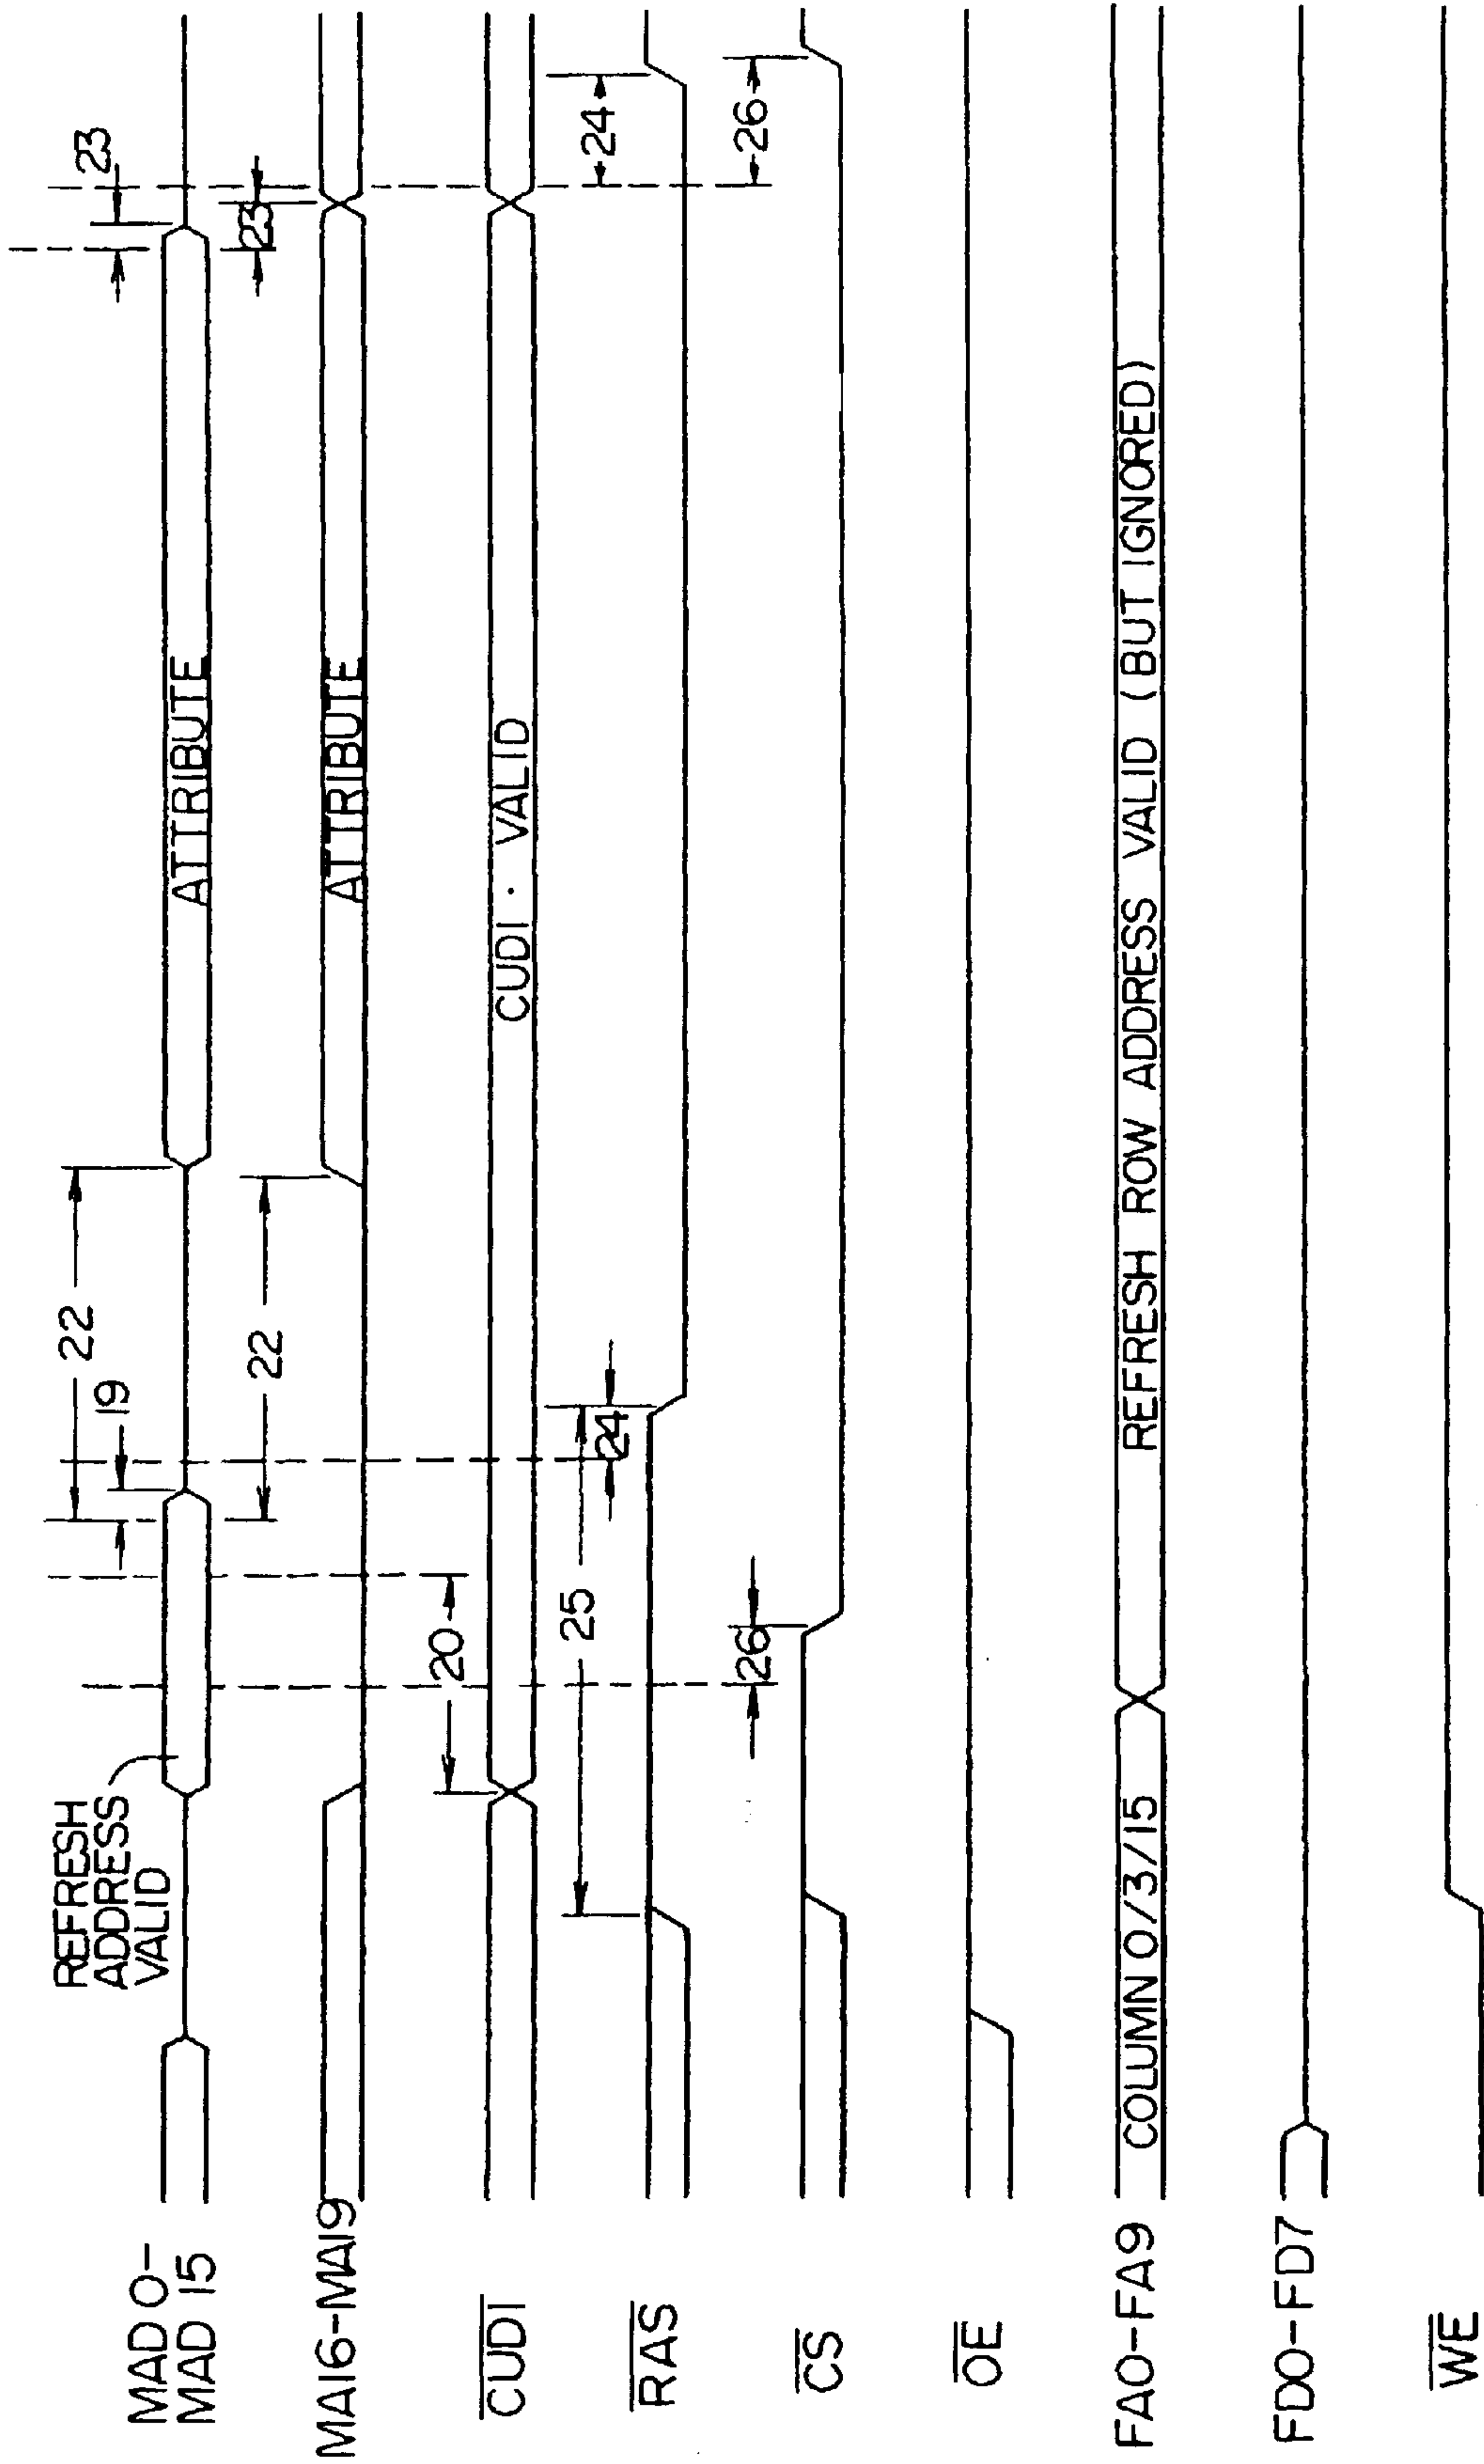 REFRESH
ADDRESS
VALID
22
19
23
MAD 0-
MAD 15
ATTRIBUTE
22
23
MA16-MA19
ATTRIBUTE
20
CUDI
CUDI · VALID
25
24
24
RAS
26
26
CS
OE
FA0-FA9
COLUMN 0/3/15
REFRESH ROW ADDRESS VALID (BUT IGNORED)
FD0-FD7
WE